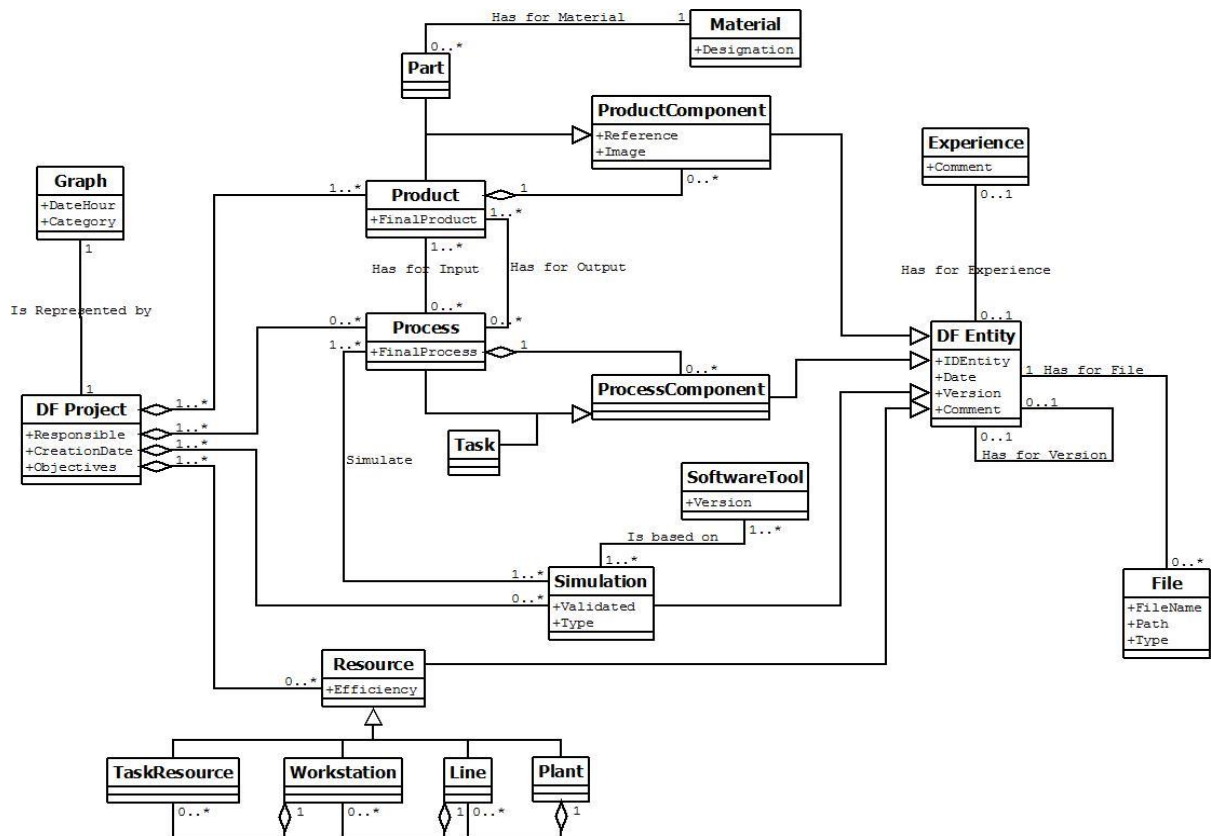 Has for Material
1
Material
+Designation
0..*
Part
ProductComponent
+Reference
+Image
0..*
Experience
+Comment
0..1
Graph
+DateHour
+Category
1
1..*
Product
+FinalProduct
1
1..*
1..*
Has for Input
Has for Output
Has for Experience
Is Represented by
0..*
0..*
0..*
1..*
Process
+FinalProcess
1
0..*
ProcessComponent
0..1
DF Entity
+IDEntity
+Date
+Version
+Comment
1 Has for File
0..1
0..1
Has for Version
1
DF Project
+Responsible
+CreationDate
+Objectives
1..*
1..*
1..*
1..*
Task
Simulate
SoftwareTool
+Version
1..*
Is based on
1..*
1..*
0..*
Simulation
+Validated
+Type
0..*
File
+FileName
+Path
+Type
Resource
+Efficiency
0..*
TaskResource
Workstation
Line
Plant
0..*
1
0..*
1
0..*
1